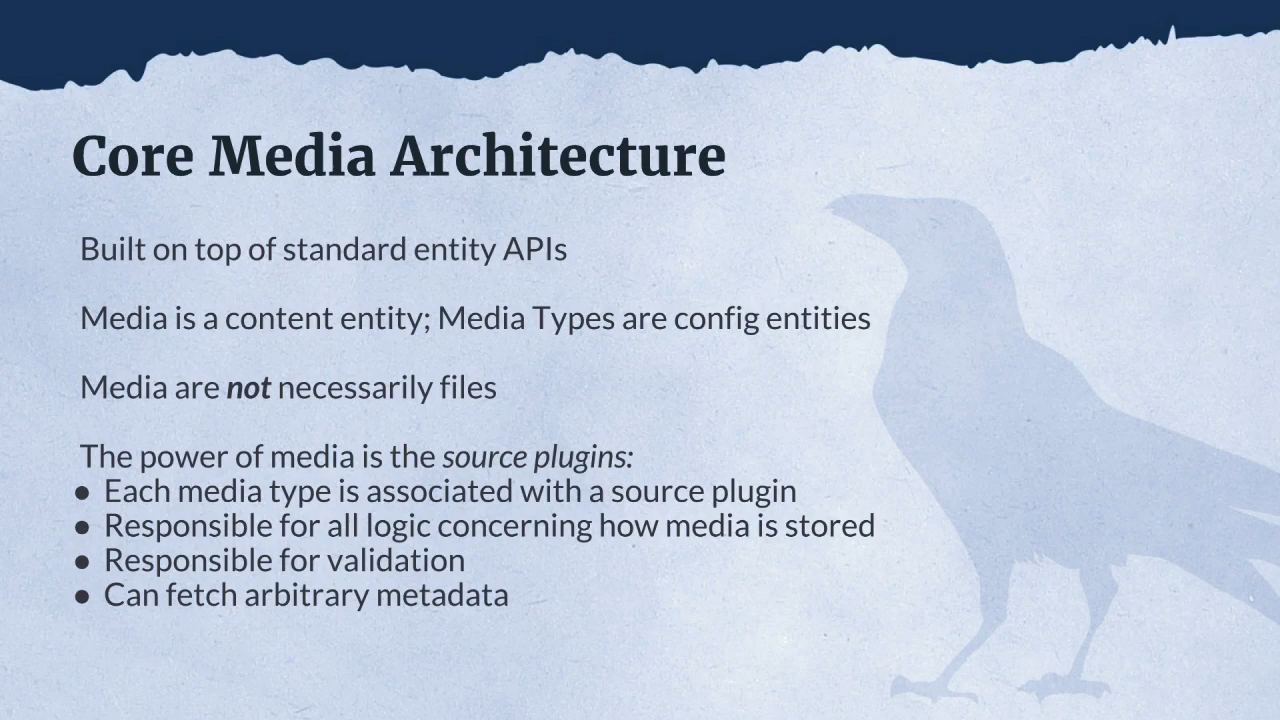 Core Media Architecture
Built on top of standard entity APIs
Media is a content entity; Media Types are config entities
Media are not necessarily files
The power of media is the source plugins:
● Each media type is associated with a source plugin
● Responsible for all logic concerning how media is stored
● Responsible for validation
● Can fetch arbitrary metadata